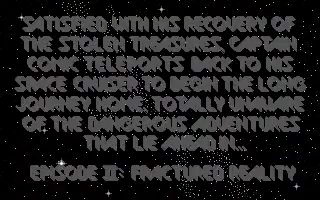 SATISFIED WITH HIS RECOVERY OF
THE STOLEN TREASURES, CAPTAIN
COMIC TELEPORTS BACK TO HIS
SPACE CRUISER TO BEGIN THE LONG
JOURNEY HOME, TOTALLY UNAWARE
OF THE DANGEROUS ADVENTURES
THAT LIE AHEAD IN...
EPISODE II: FRACTURED REALITY